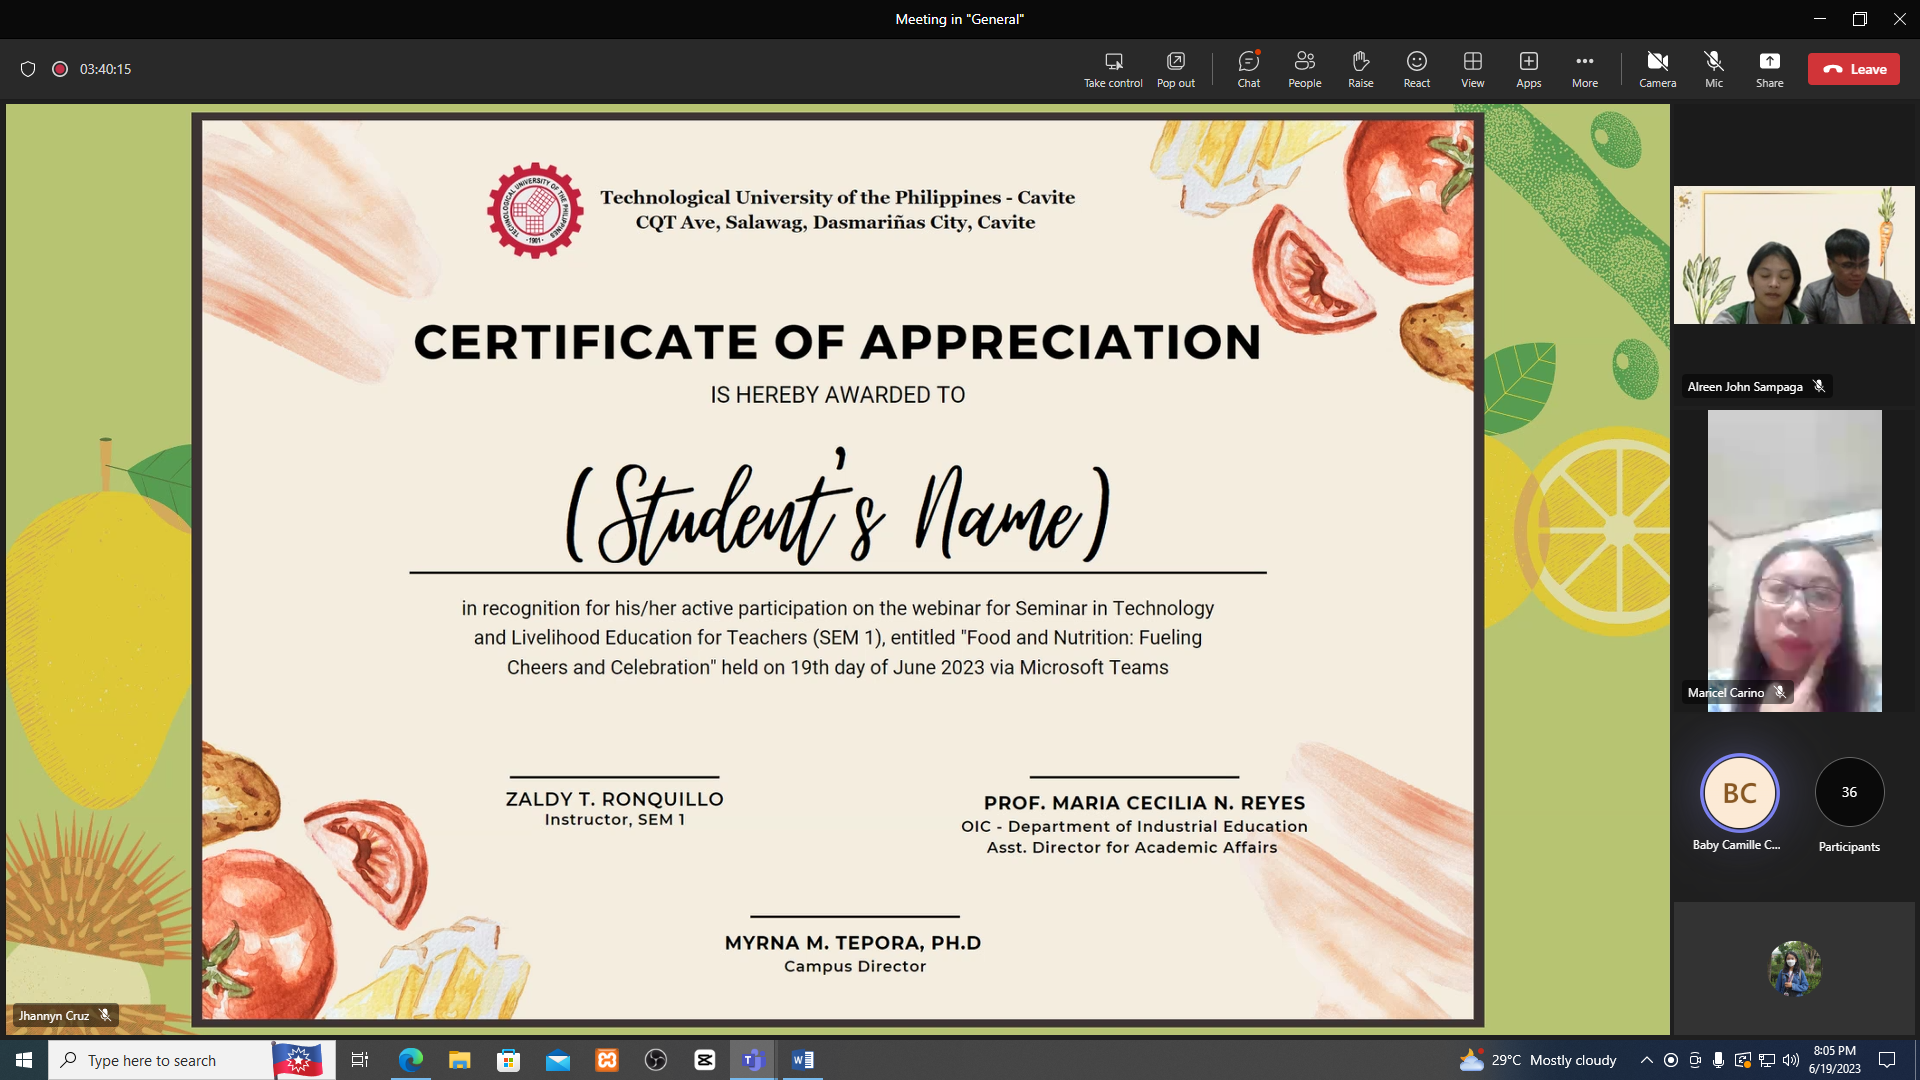 Meeting in "General"
03:40:15
Take control
Pop out
Chat
People
Raise
React
View
Apps
More
Camera
Mic
Share
Leave
TECHNOLOGICAL UNIVERSITY OF THE PHILIPPINES
1901
Technological University of the Philippines - Cavite
CQT Ave, Salawag, Dasmariñas City, Cavite
CERTIFICATE OF APPRECIATION
IS HEREBY AWARDED TO
(Student's Name)
in recognition for his/her active participation on the webinar for Seminar in Technology
and Livelihood Education for Teachers (SEM 1), entitled "Food and Nutrition: Fueling
Cheers and Celebration" held on 19th day of June 2023 via Microsoft Teams
ZALDY T. RONQUILLO
Instructor, SEM 1
PROF. MARIA CECILIA N. REYES
OIC - Department of Industrial Education
Asst. Director for Academic Affairs
MYRNA M. TEPORA, PH.D
Campus Director
Jhannyn Cruz
Alreen John Sampaga
Maricel Carino
BC
Baby Camille C...
36
Participants
Type here to search
29°C Mostly cloudy
8:05 PM
6/19/2023